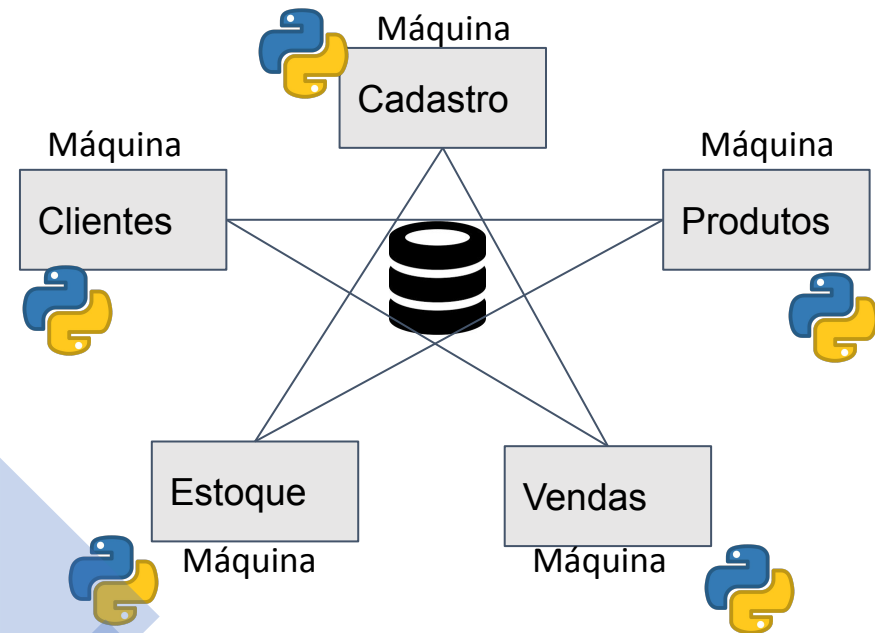 Máquina
Cadastro
Máquina
Clientes
Máquina
Produtos
Estoque
Máquina
Vendas
Máquina